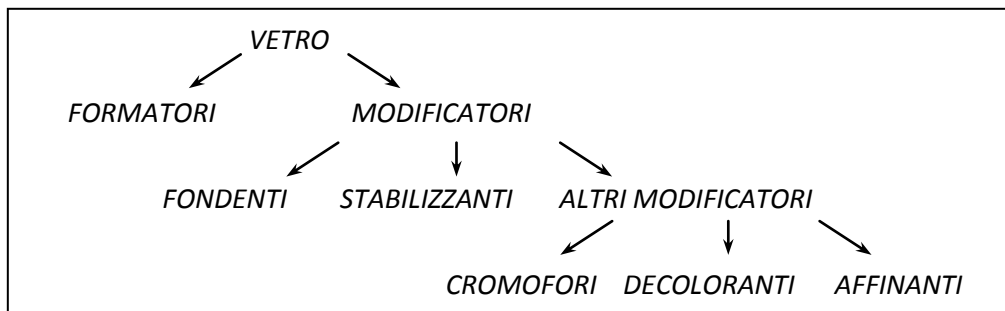 VETRO
FORMATORI MODIFICATORI
FONDENTI STABILIZZANTI ALTRI MODIFICATORI
CROMOFORI DECOLORANTI AFFINANTI